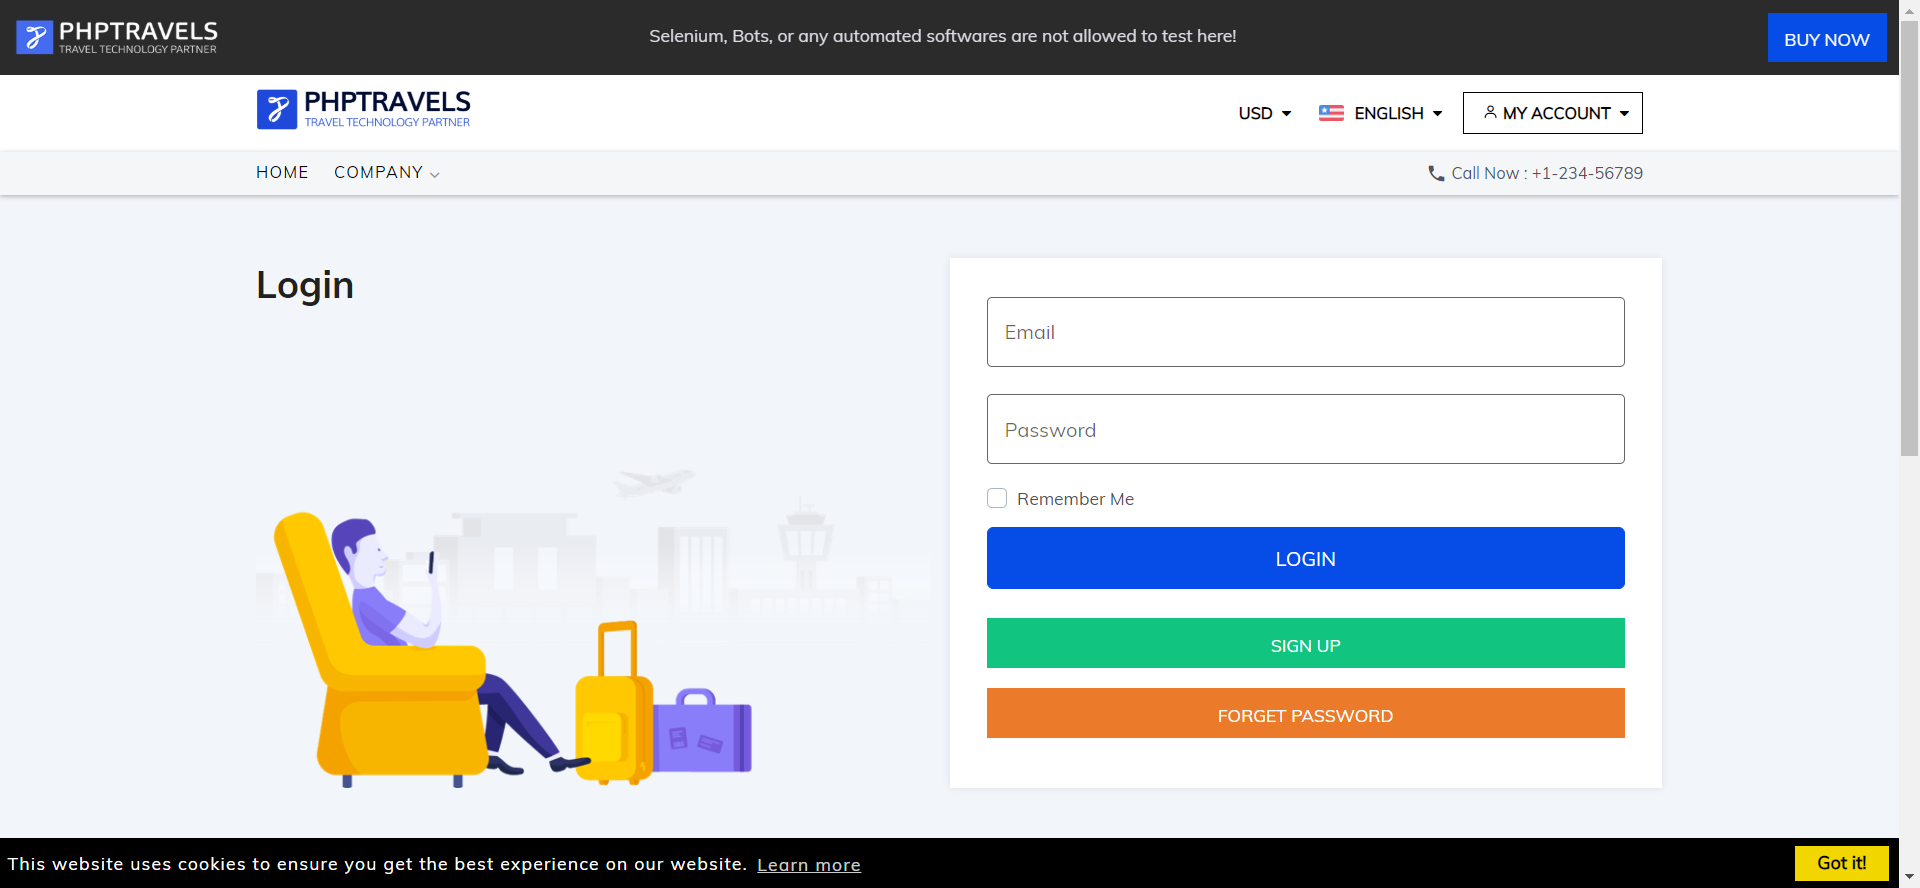 PHPTRAVELS
TRAVEL TECHNOLOGY PARTNER
Selenium, Bots, or any automated softwares are not allowed to test here!
BUY NOW
PHPTRAVELS
TRAVEL TECHNOLOGY PARTNER
USD
ENGLISH
MY ACCOUNT
HOME
COMPANY
Call Now : +1-234-56789
Login
Email
Password
Remember Me
LOGIN
SIGN UP
FORGET PASSWORD
This website uses cookies to ensure you get the best experience on our website. Learn more
Got it!